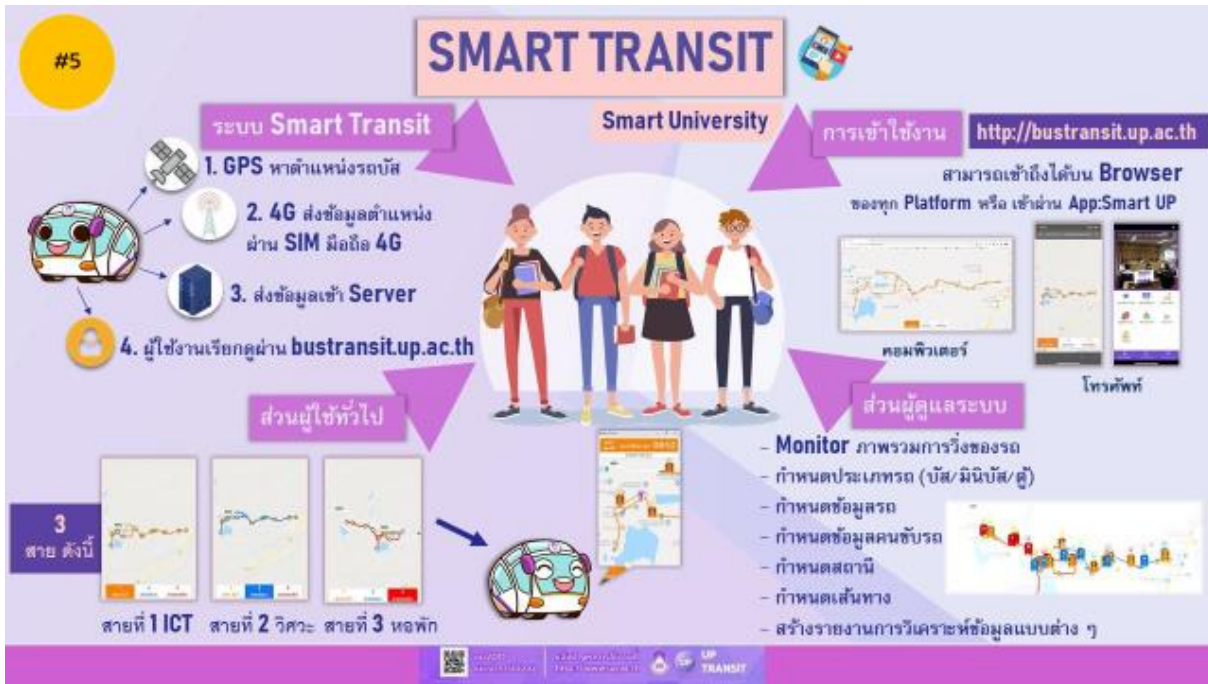 #5
SMART TRANSIT
Smart University
ระบบ Smart Transit
1. GPS หาตำแหน่งรถบัส
2. 4G ส่งข้อมูลตำแหน่ง
ผ่าน SIM มือถือ 4G
3. ส่งข้อมูลเข้า Server
4. ผู้ใช้งานเรียกดูผ่าน bustransit.up.ac.th
การเข้าใช้งาน
http://bustransit.up.ac.th
สามารถเข้าถึงได้บน Browser
ของทุก Platform หรือ เข้าผ่าน App:Smart UP
คอมพิวเตอร์
โทรศัพท์
ส่วนผู้ใช้ทั่วไป
3
สาย ดังนี้
สายที่ 1 ICT
สายที่ 2 วิศวะ
สายที่ 3 หอพัก
ส่วนผู้ดูแลระบบ
- Monitor ภาพรวมการวิ่งของรถ
- กำหนดประเภทรถ (บัส/มินิบัส/ตู้)
- กำหนดข้อมูลรถ
- กำหนดข้อมูลคนขับรถ
- กำหนดสถานี
- กำหนดเส้นทาง
- สร้างรายงานการวิเคราะห์ข้อมูลแบบต่าง ๆ
UP
TRANSIT